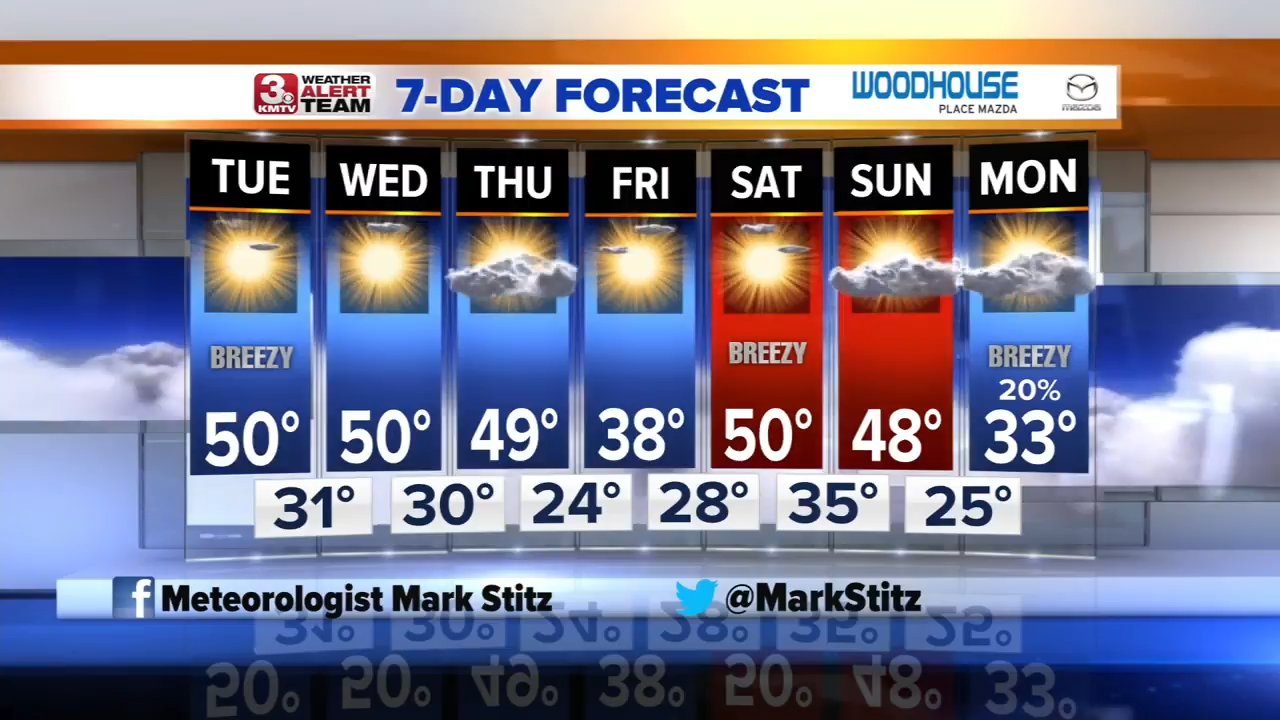 3 KMTV
WEATHER
ALERT
TEAM
7-DAY FORECAST
WOODHOUSE
PLACE MAZDA
mazda
TUE WED THU FRI SAT SUN MON
BREEZY BREEZY BREEZY
20%
50° 50° 49° 38° 50° 48° 33°
31° 30° 24° 28° 35° 25°
f Meteorologist Mark Stitz @MarkStitz